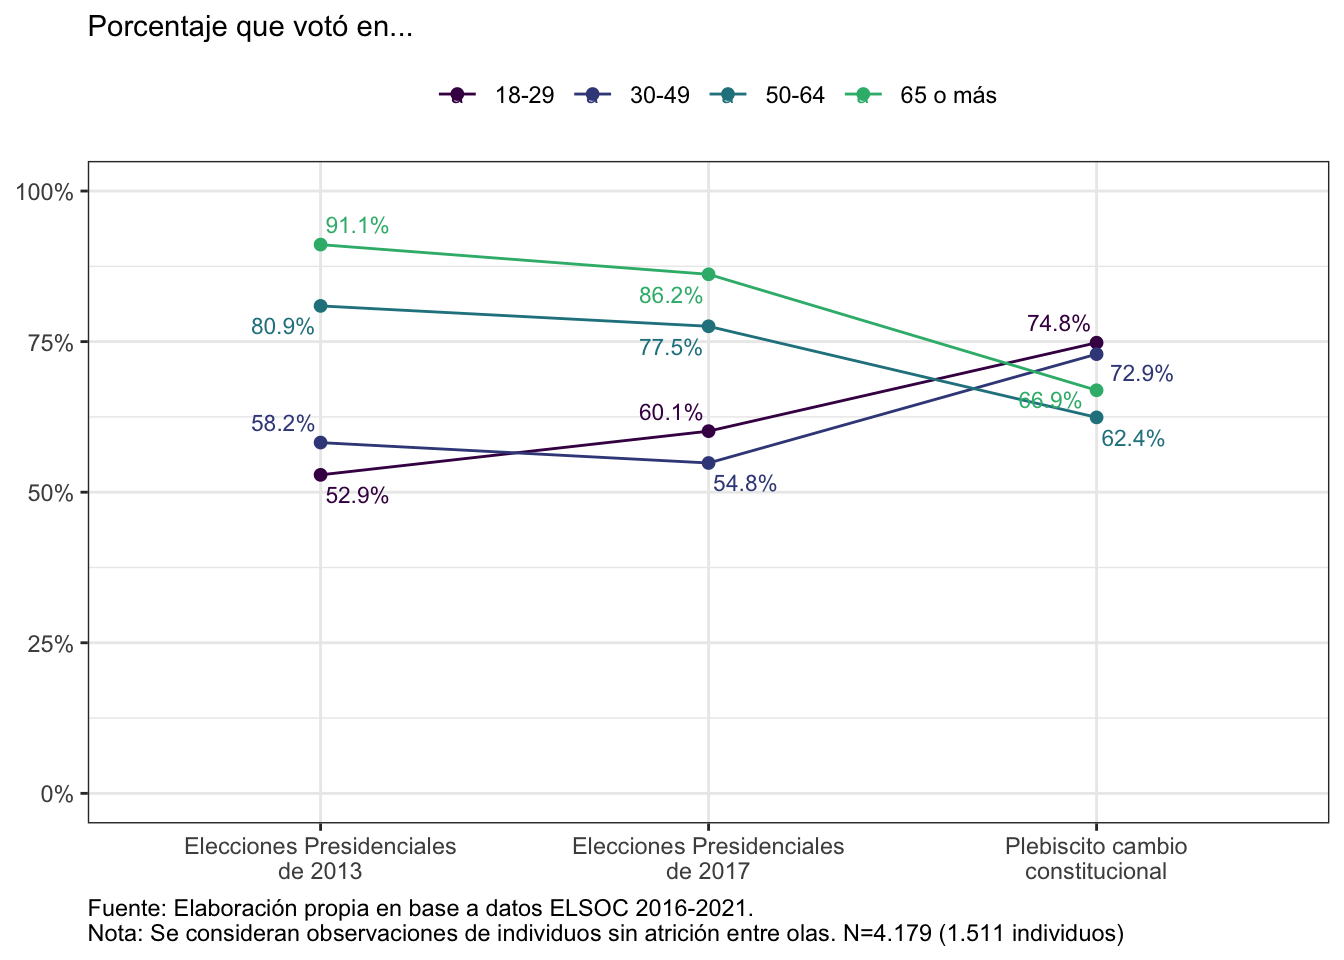 Porcentaje que votó en...
18-29 30-49 50-64 65 o más
100%
75%
50%
25%
0%
91.1%
80.9%
58.2%
52.9%
86.2%
77.5%
60.1%
54.8%
74.8%
72.9%
66.9%
62.4%
Elecciones Presidenciales
de 2013
Elecciones Presidenciales
de 2017
Plebiscito cambio
constitucional
Fuente: Elaboración propia en base a datos ELSOC 2016-2021.
Nota: Se consideran observaciones de individuos sin atrición entre olas. N=4.179 (1.511 individuos)